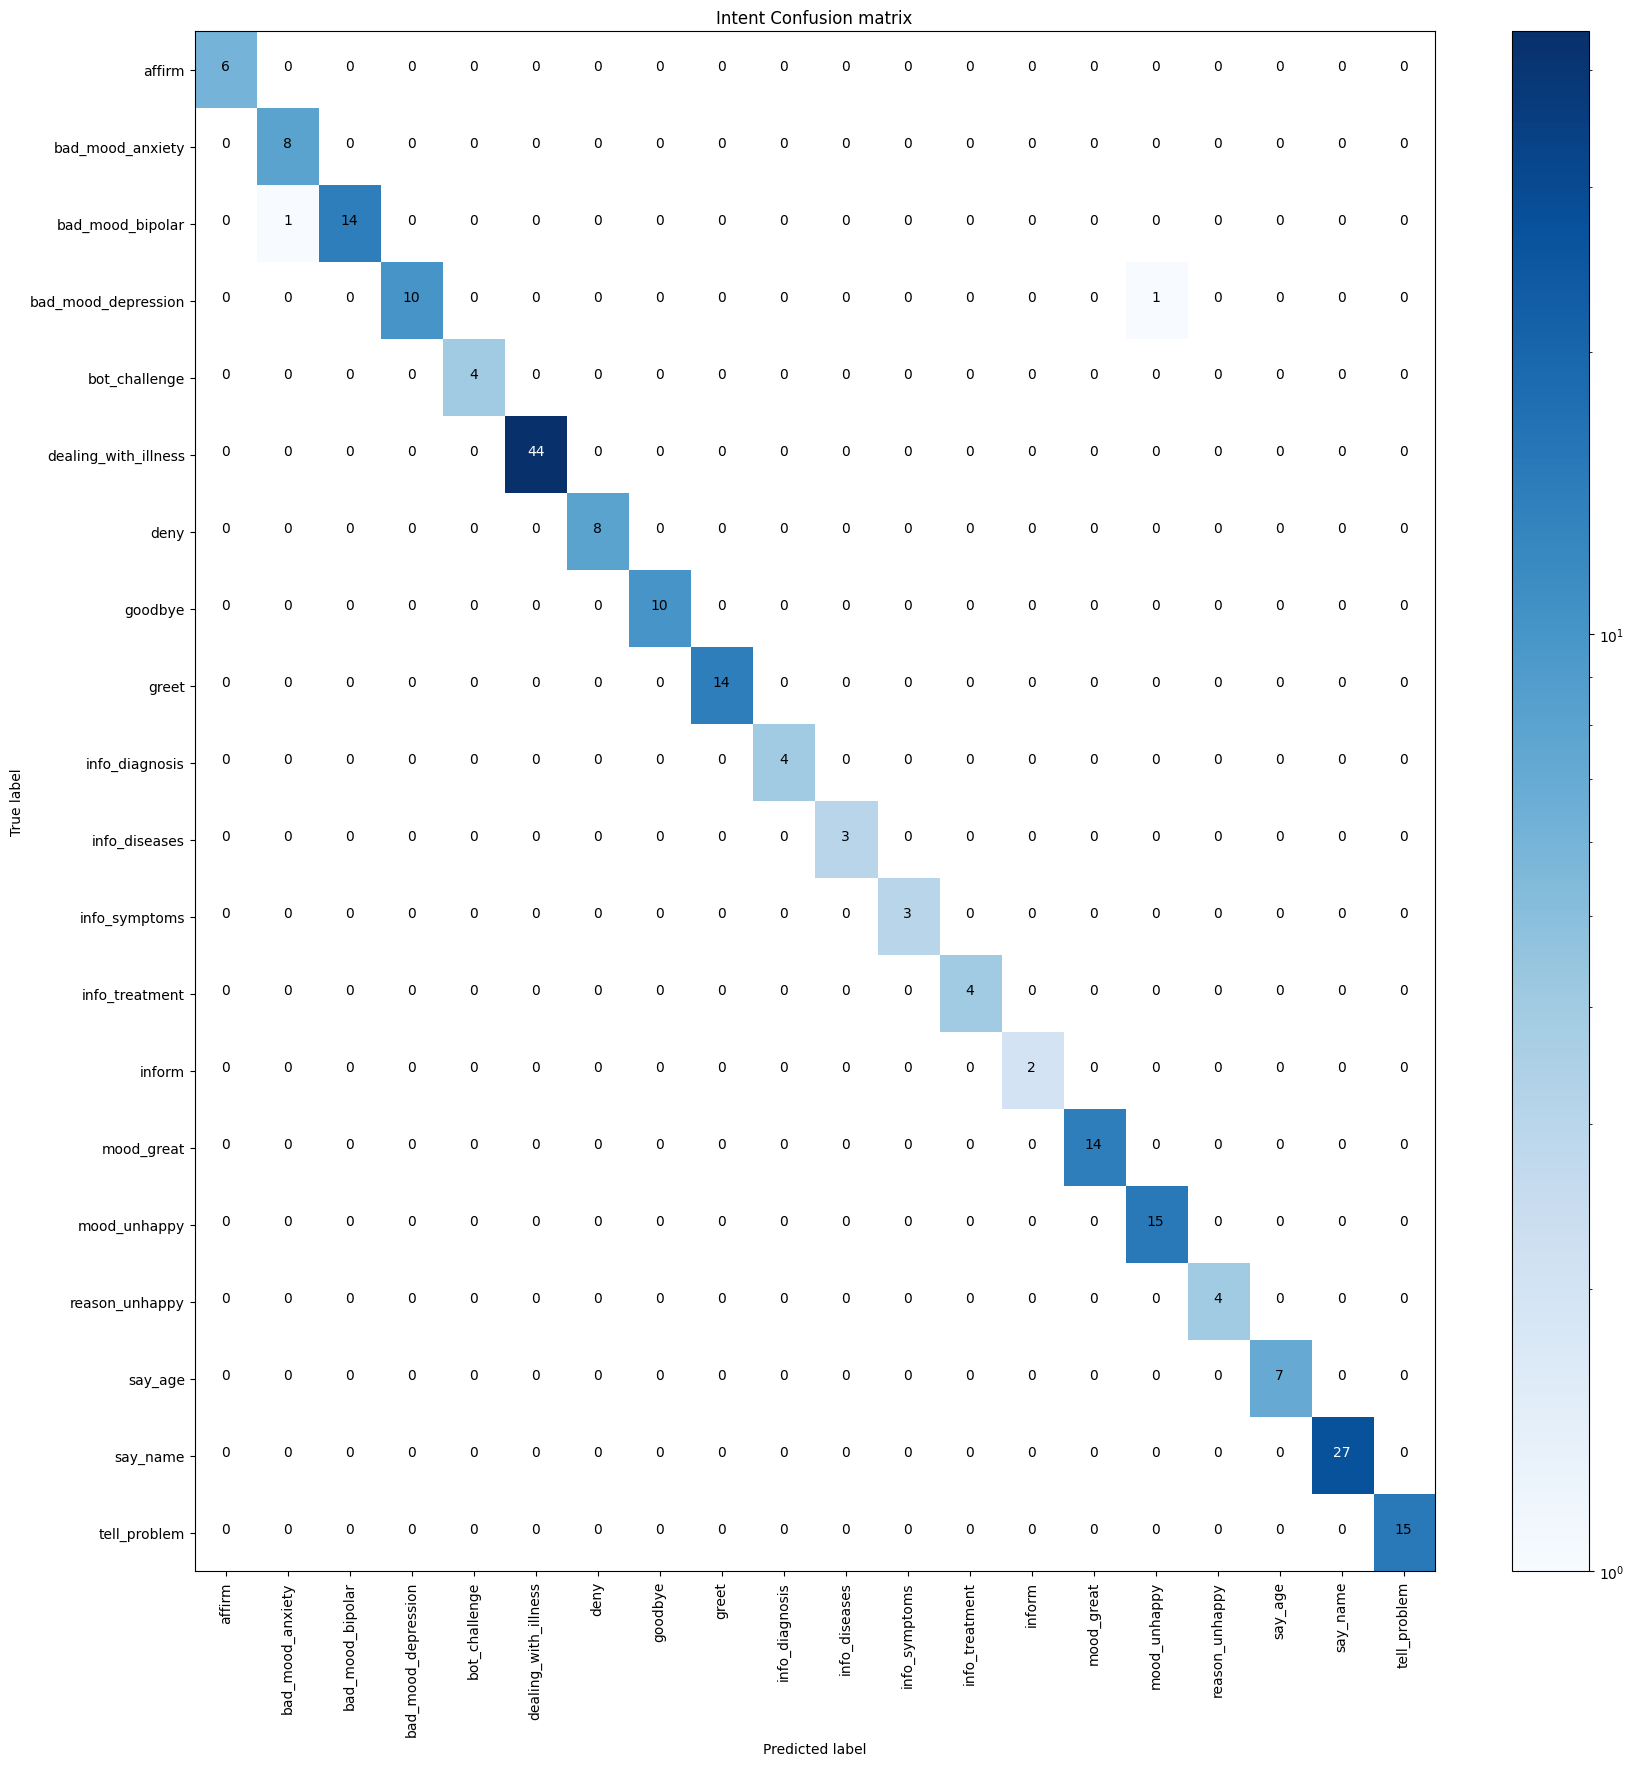 Intent Confusion matrix
True label
affirm 6 0 0 0 0 0 0 0 0 0 0 0 0 0 0 0 0 0 0 0
bad_mood_anxiety 0 8 0 0 0 0 0 0 0 0 0 0 0 0 0 0 0 0 0 0
bad_mood_bipolar 0 1 14 0 0 0 0 0 0 0 0 0 0 0 0 0 0 0 0 0
bad_mood_depression 0 0 0 10 0 0 0 0 0 0 0 0 0 0 0 1 0 0 0 0
bot_challenge 0 0 0 0 4 0 0 0 0 0 0 0 0 0 0 0 0 0 0 0
dealing_with_illness 0 0 0 0 0 44 0 0 0 0 0 0 0 0 0 0 0 0 0 0
deny 0 0 0 0 0 0 8 0 0 0 0 0 0 0 0 0 0 0 0 0
goodbye 0 0 0 0 0 0 0 10 0 0 0 0 0 0 0 0 0 0 0 0
greet 0 0 0 0 0 0 0 0 14 0 0 0 0 0 0 0 0 0 0 0
info_diagnosis 0 0 0 0 0 0 0 0 0 4 0 0 0 0 0 0 0 0 0 0
info_diseases 0 0 0 0 0 0 0 0 0 0 3 0 0 0 0 0 0 0 0 0
info_symptoms 0 0 0 0 0 0 0 0 0 0 0 3 0 0 0 0 0 0 0 0
info_treatment 0 0 0 0 0 0 0 0 0 0 0 0 4 0 0 0 0 0 0 0
inform 0 0 0 0 0 0 0 0 0 0 0 0 0 2 0 0 0 0 0 0
mood_great 0 0 0 0 0 0 0 0 0 0 0 0 0 0 14 0 0 0 0 0
mood_unhappy 0 0 0 0 0 0 0 0 0 0 0 0 0 0 0 15 0 0 0 0
reason_unhappy 0 0 0 0 0 0 0 0 0 0 0 0 0 0 0 0 4 0 0 0
say_age 0 0 0 0 0 0 0 0 0 0 0 0 0 0 0 0 0 7 0 0
say_name 0 0 0 0 0 0 0 0 0 0 0 0 0 0 0 0 0 0 27 0
tell_problem 0 0 0 0 0 0 0 0 0 0 0 0 0 0 0 0 0 0 0 15
affirm
bad_mood_anxiety
bad_mood_bipolar
bad_mood_depression
bot_challenge
dealing_with_illness
deny
goodbye
greet
info_diagnosis
info_diseases
info_symptoms
info_treatment
inform
mood_great
mood_unhappy
reason_unhappy
say_age
say_name
tell_problem
Predicted label
10¹
10⁰